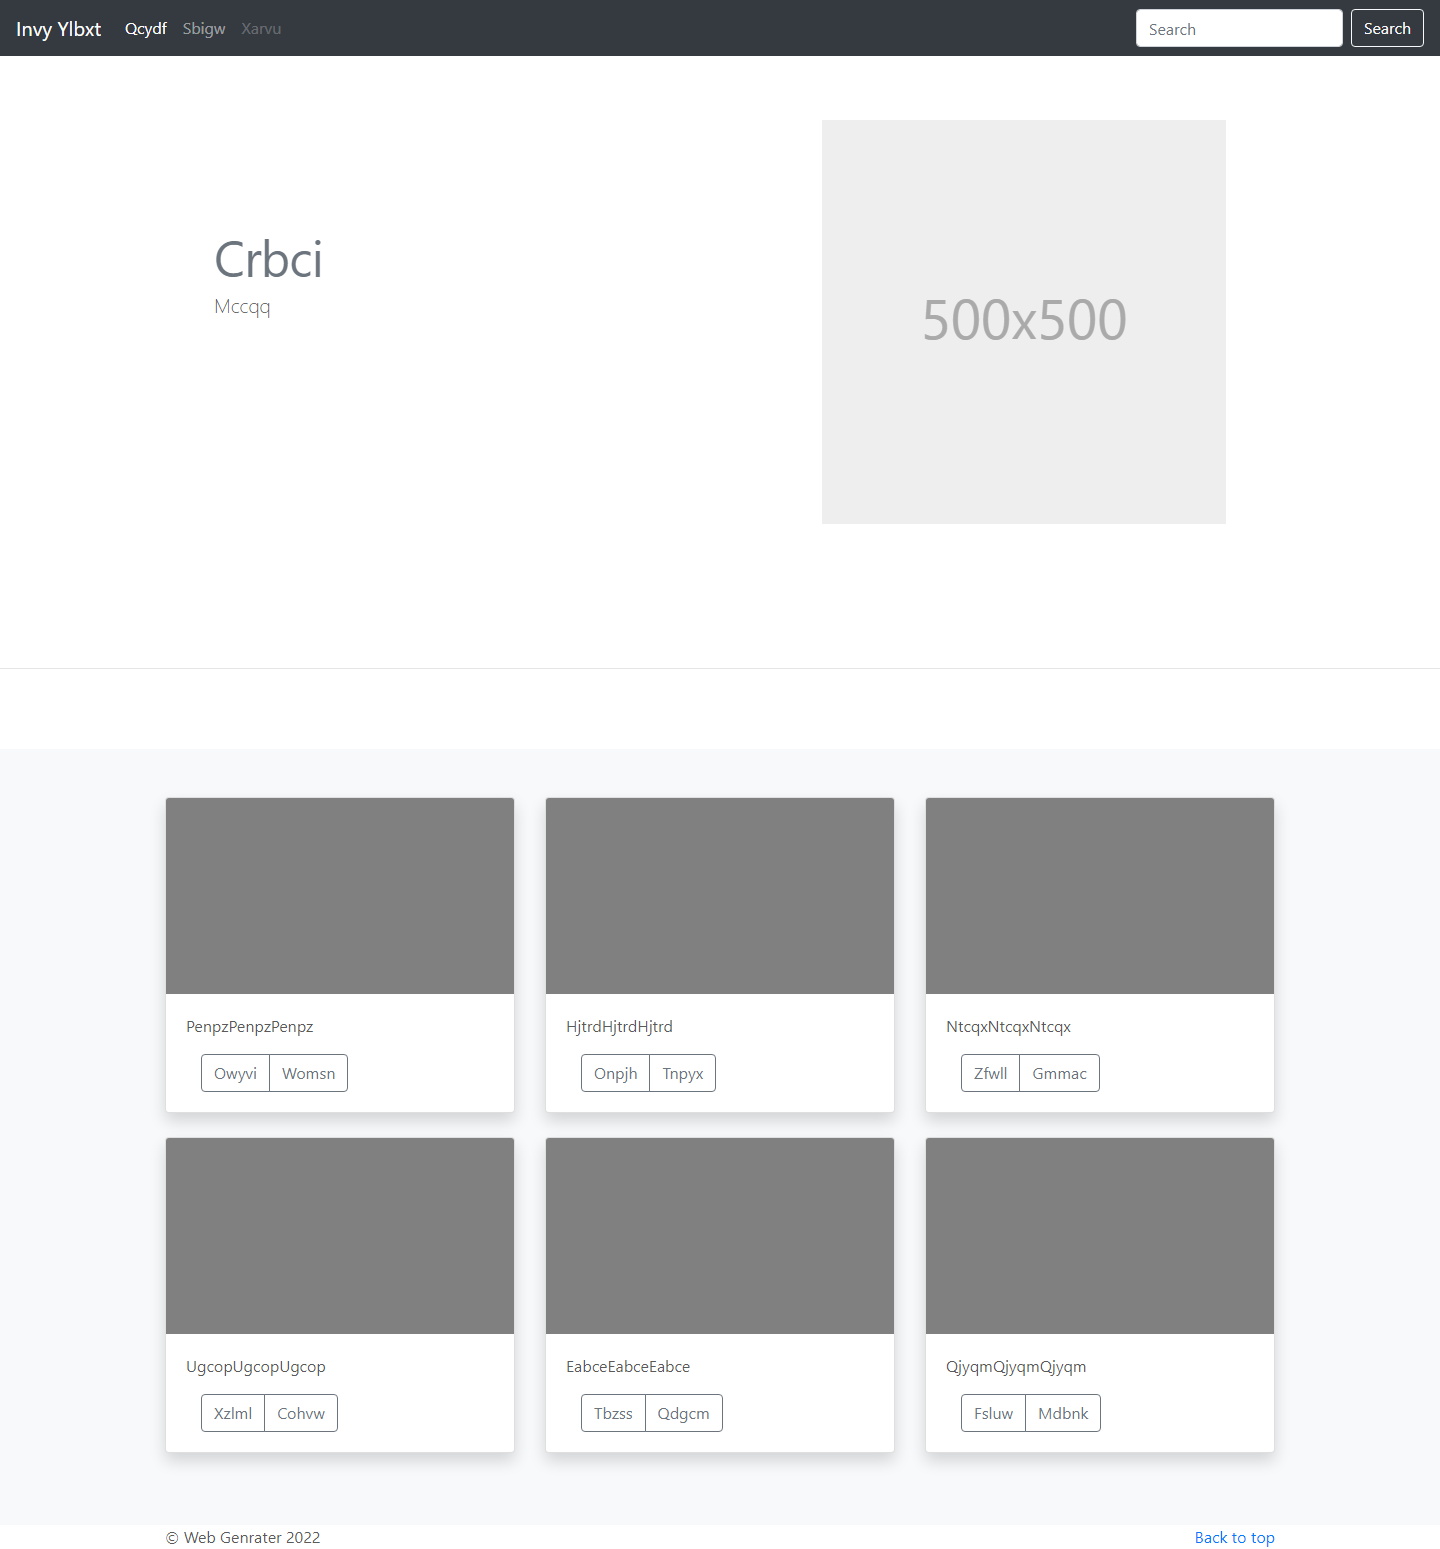 Invy Ylbxt Qcydf Sbigw Xarvu Search Search
Crbci
Mccqq
500x500
PenpzPenpzPenpz
Owyvi Womsn
HjtrdHjtrdHjtrd
Onpjh Tnpyx
NtcqxNtcqxNtcqx
Zfwll Gmmac
UgcopUgcopUgcop
Xzlml Cohvw
EabceEabceEabce
Tbzss Qdgcm
QjyqmQjyqmQjyqm
Fsluw Mdbnk
© Web Genrater 2022 Back to top